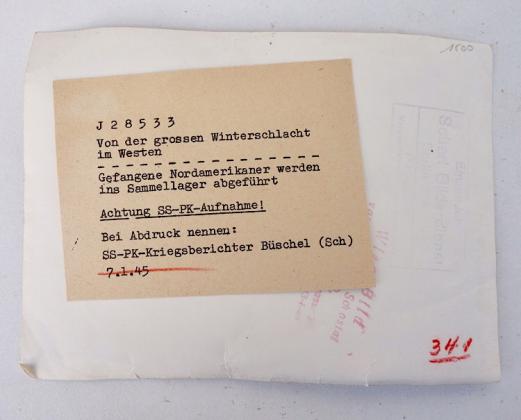 1500
J 28533
Von der grossen Winterschlacht
im Westen
Gefangene Nordamerikaner werden
ins Sammellager abgeführt
Achtung SS-PK-Aufnahme!
Bei Abdruck nennen:
SS-PK-Kriegsberichter Büschel (Sch)
7.1.45
341